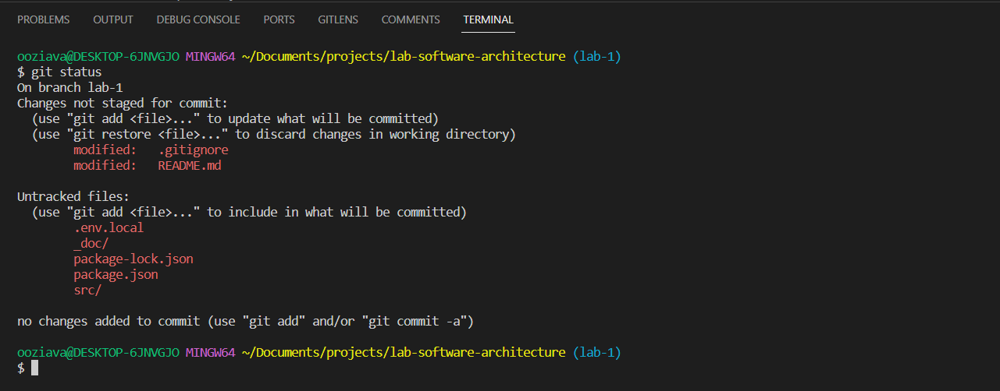 PROBLEMS OUTPUT DEBUG CONSOLE PORTS GITLENS COMMENTS TERMINAL
ooziava@DESKTOP-6JNVGJO MINGW64 ~/Documents/projects/lab-software-architecture (lab-1)
$ git status
On branch lab-1
Changes not staged for commit:
  (use "git add <file>..." to update what will be committed)
  (use "git restore <file>..." to discard changes in working directory)
        modified:   .gitignore
        modified:   README.md

Untracked files:
  (use "git add <file>..." to include in what will be committed)
        .env.local
        _doc/
        package-lock.json
        package.json
        src/

no changes added to commit (use "git add" and/or "git commit -a")

ooziava@DESKTOP-6JNVGJO MINGW64 ~/Documents/projects/lab-software-architecture (lab-1)
$